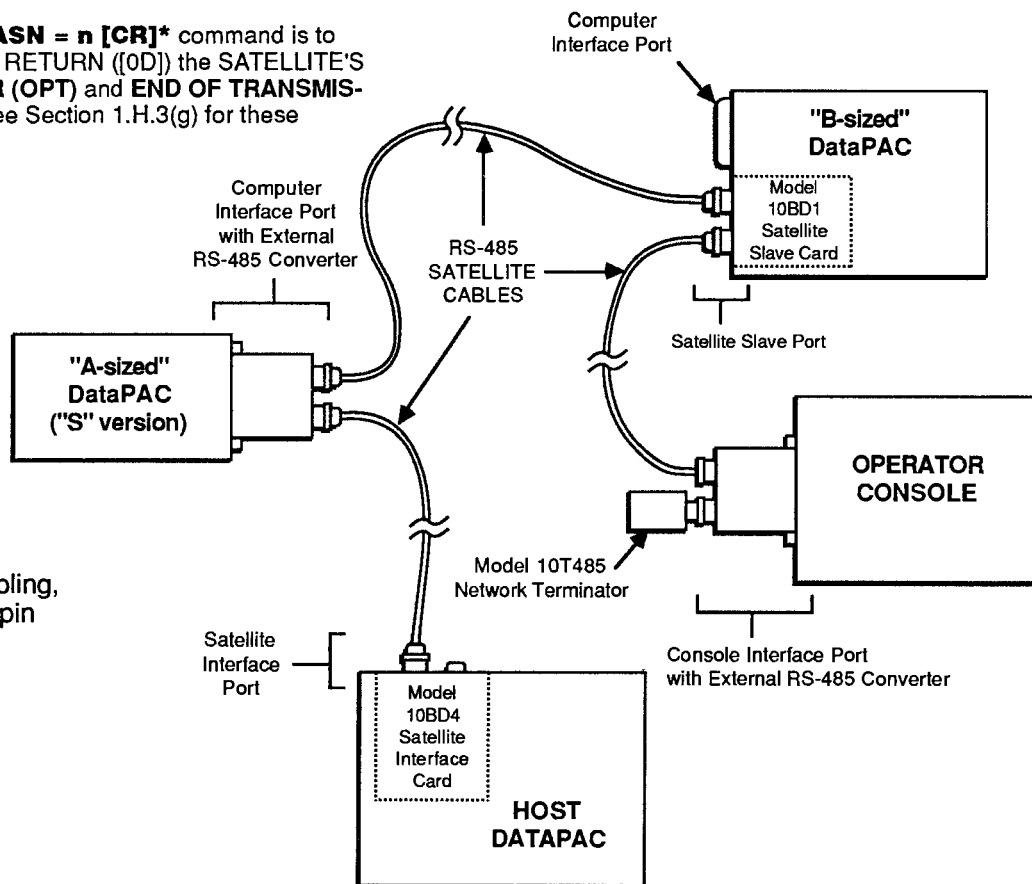 ASN = n [CR]* command is to
RETURN ([0D]) the SATELLITE'S
(OPT) and END OF TRANSMIS-
ee Section 1.H.3(g) for these
Computer
Interface Port
"B-sized"
DataPAC
Model
10BD1
Satellite
Slave Card
Computer
Interface Port
with External
RS-485 Converter
RS-485
SATELLITE
CABLES
Satellite Slave Port
"A-sized"
DataPAC
("S" version)
OPERATOR
CONSOLE
Model 10T485
Network Terminator
bling,
pin
Satellite
Interface
Port
Console Interface Port
with External RS-485 Converter
Model
10BD4
Satellite
Interface
Card
HOST
DATAPAC